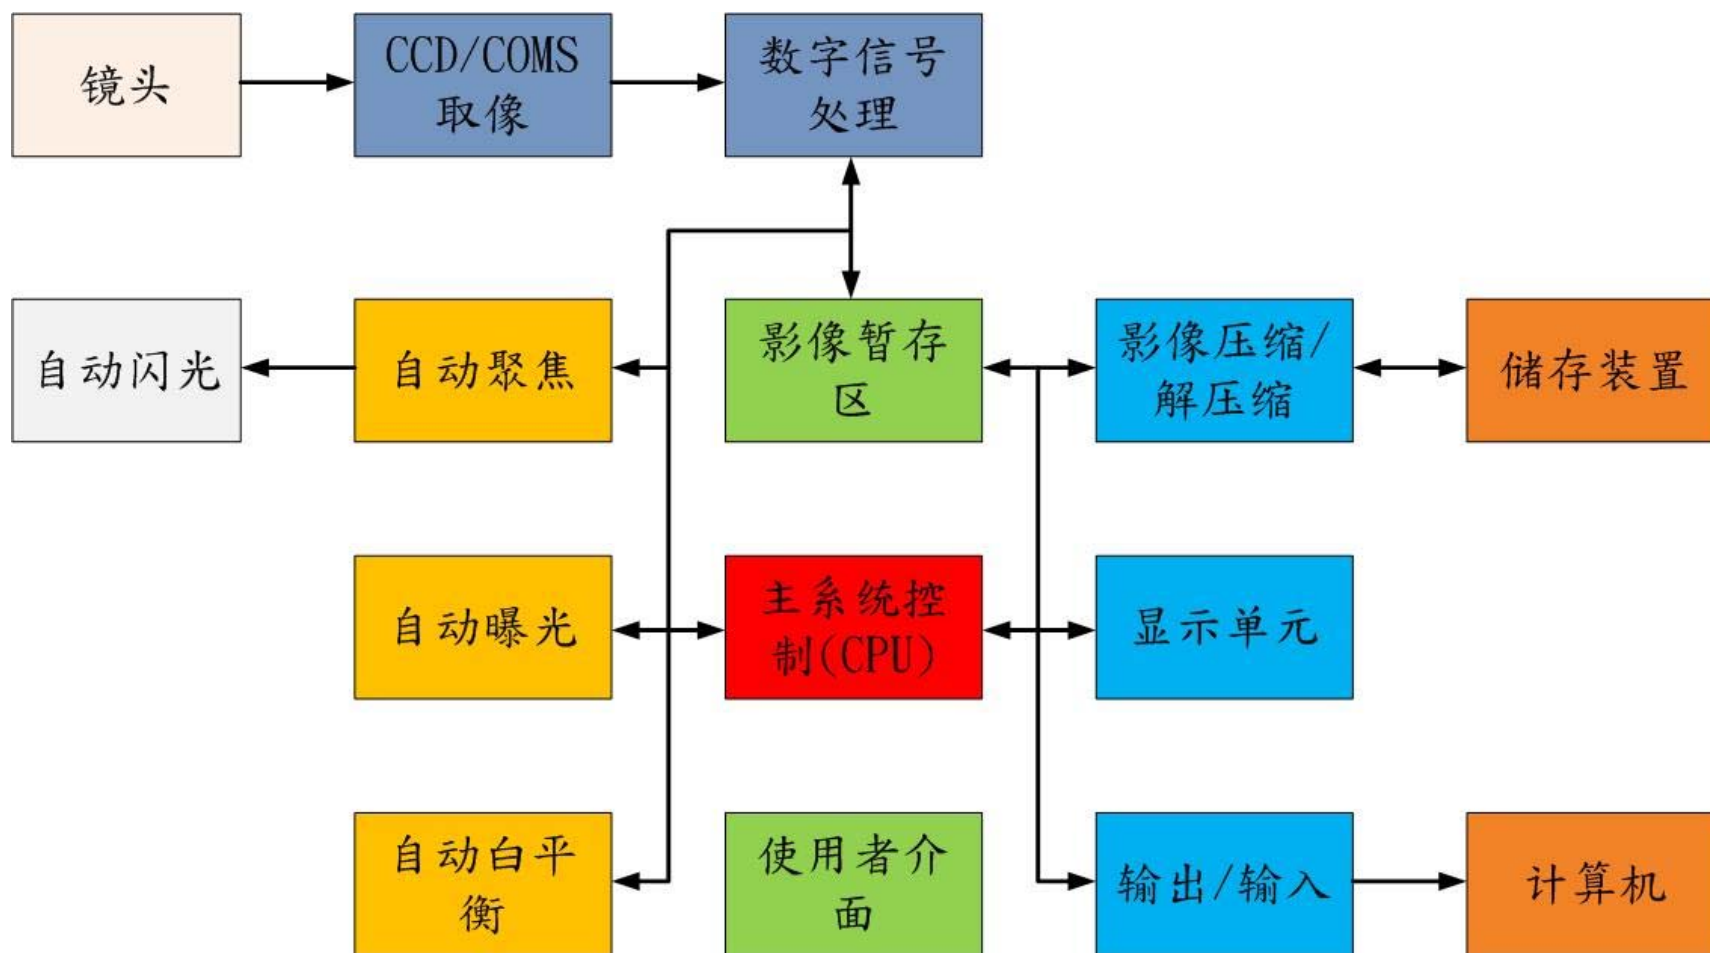 镜头
CCD/COMS
取像
数字信号
处理
自动闪光
自动聚焦
影像暂存
区
影像压缩/
解压缩
储存装置
自动曝光
主系统控
制(CPU)
显示单元
自动白平
衡
使用者介
面
输出/输入
计算机